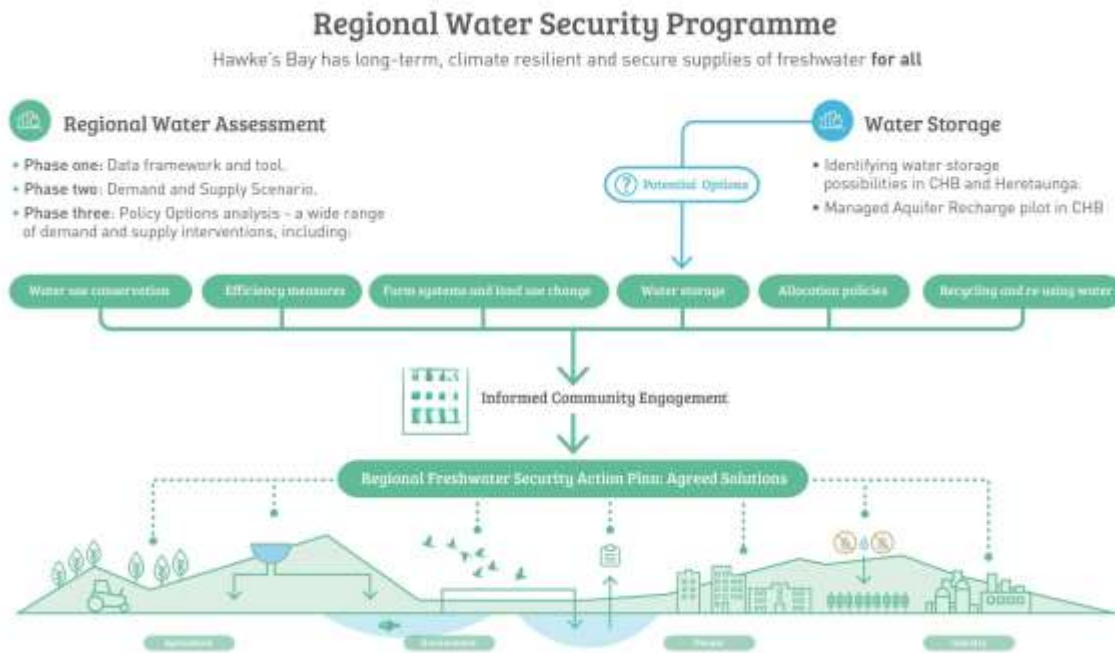 Regional Water Security Programme
Hawke's Bay has long-term, climate resilient and secure supplies of freshwater for all
Regional Water Assessment
• Phase one: Data framework and tool.
• Phase two: Demand and Supply Scenario.
• Phase three: Policy Options analysis - a wide range
of demand and supply interventions, including:
Water Storage
• Identifying water storage
possibilities in CHB and Heretaunga.
• Managed Aquifer Recharge pilot in CHB
? Potential Options
Water use conservation
Efficiency measures
Farm systems and land use change
Water storage
Allocation policies
Recycling and re-using water
Informed Community Engagement
Regional Freshwater Security Action Plan: Agreed Solutions
Agriculture
Environment
People
Industry